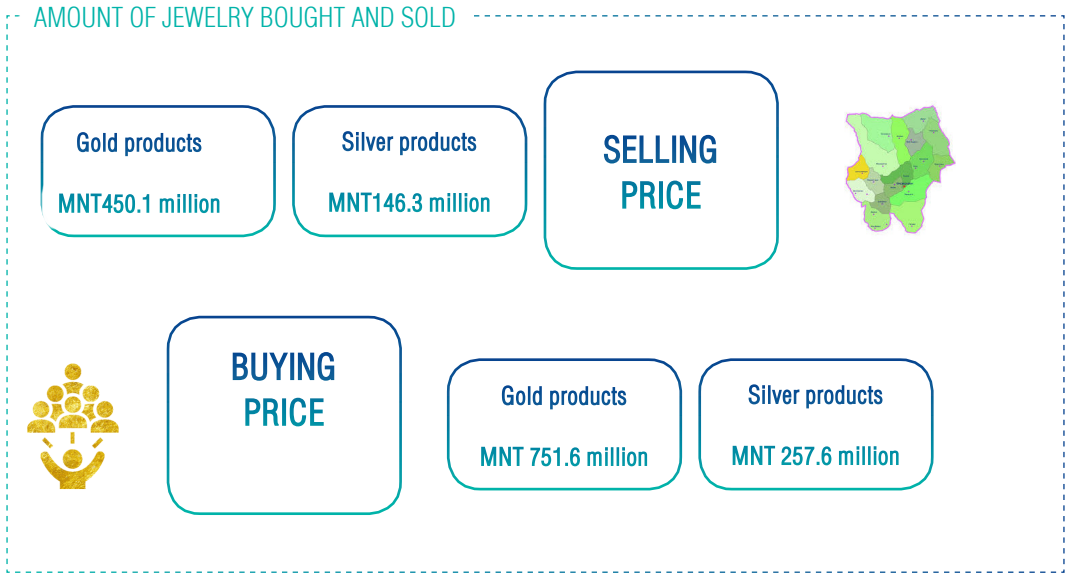 AMOUNT OF JEWELRY BOUGHT AND SOLD
Gold products
MNT450.1 million
Silver products
MNT146.3 million
SELLING
PRICE
BUYING
PRICE
Gold products
MNT 751.6 million
Silver products
MNT 257.6 million